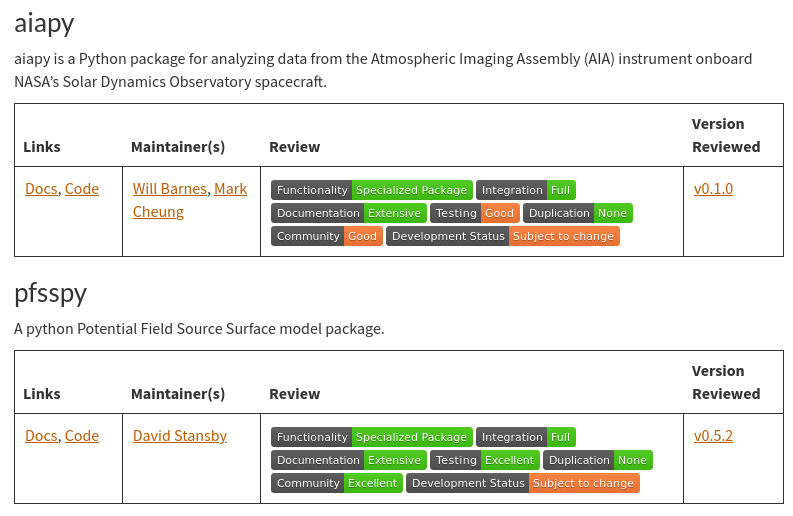 aiapy
aiapy is a Python package for analyzing data from the Atmospheric Imaging Assembly (AIA) instrument onboard
NASA’s Solar Dynamics Observatory spacecraft.
Links Maintainer(s) Review Version Reviewed
Docs, Code Will Barnes, Mark Cheung
Functionality Specialized Package Integration Full
Documentation Extensive Testing Good Duplication None
Community Good Development Status Subject to change
v0.1.0
pfsspy
A python Potential Field Source Surface model package.
Links Maintainer(s) Review Version Reviewed
Docs, Code David Stansby
Functionality Specialized Package Integration Full
Documentation Extensive Testing Excellent Duplication None
Community Excellent Development Status Subject to change
v0.5.2